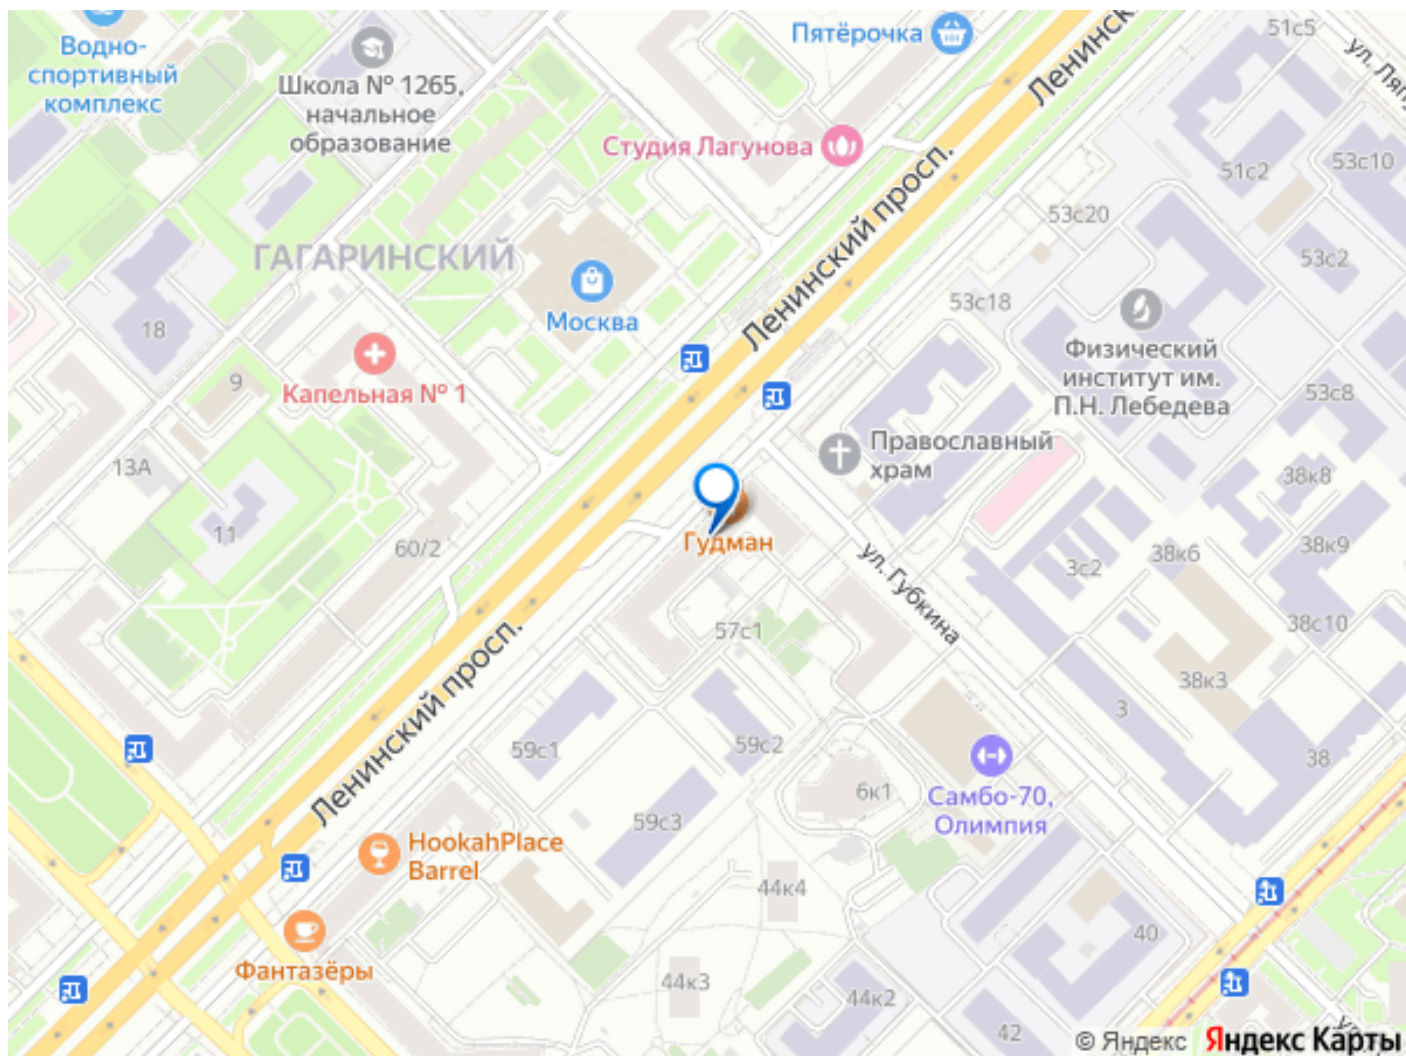 Водно-
спортивный
комплекс
Школа № 1265,
начальное
образование
Пятёрочка
Ленинск
51с5
ул. Ляп
Студия Лагунова
Ленинский просп.
51с2
53с10
53с20
ГАГАРИНСКИЙ
53с2
53с18
Москва
18
Физический
институт им.
П.Н. Лебедева
9
Капельная № 1
53с8
Православный
храм
13А
38к8
11
60/2
Гудман
ул. Губкина
3с2
38к6
38к9
57с1
38с10
Ленинский просп.
38к3
3
59с1
59с2
38
6к1
Самбо-70,
Олимпия
59с3
HookahPlace
Barrel
44к4
40
Фантазёры
44к3
44к2
42
© Яндекс Яндекс Карты